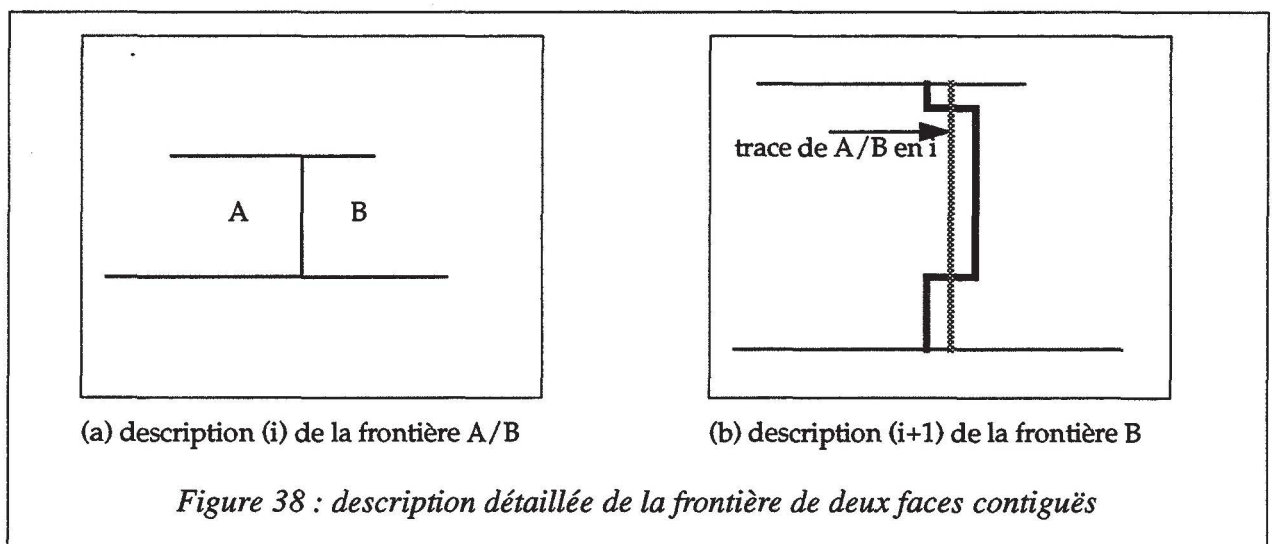 A B
trace de A/B en i
(a) description (i) de la frontière A/B
(b) description (i+1) de la frontière B
Figure 38 : description détaillée de la frontière de deux faces contiguës